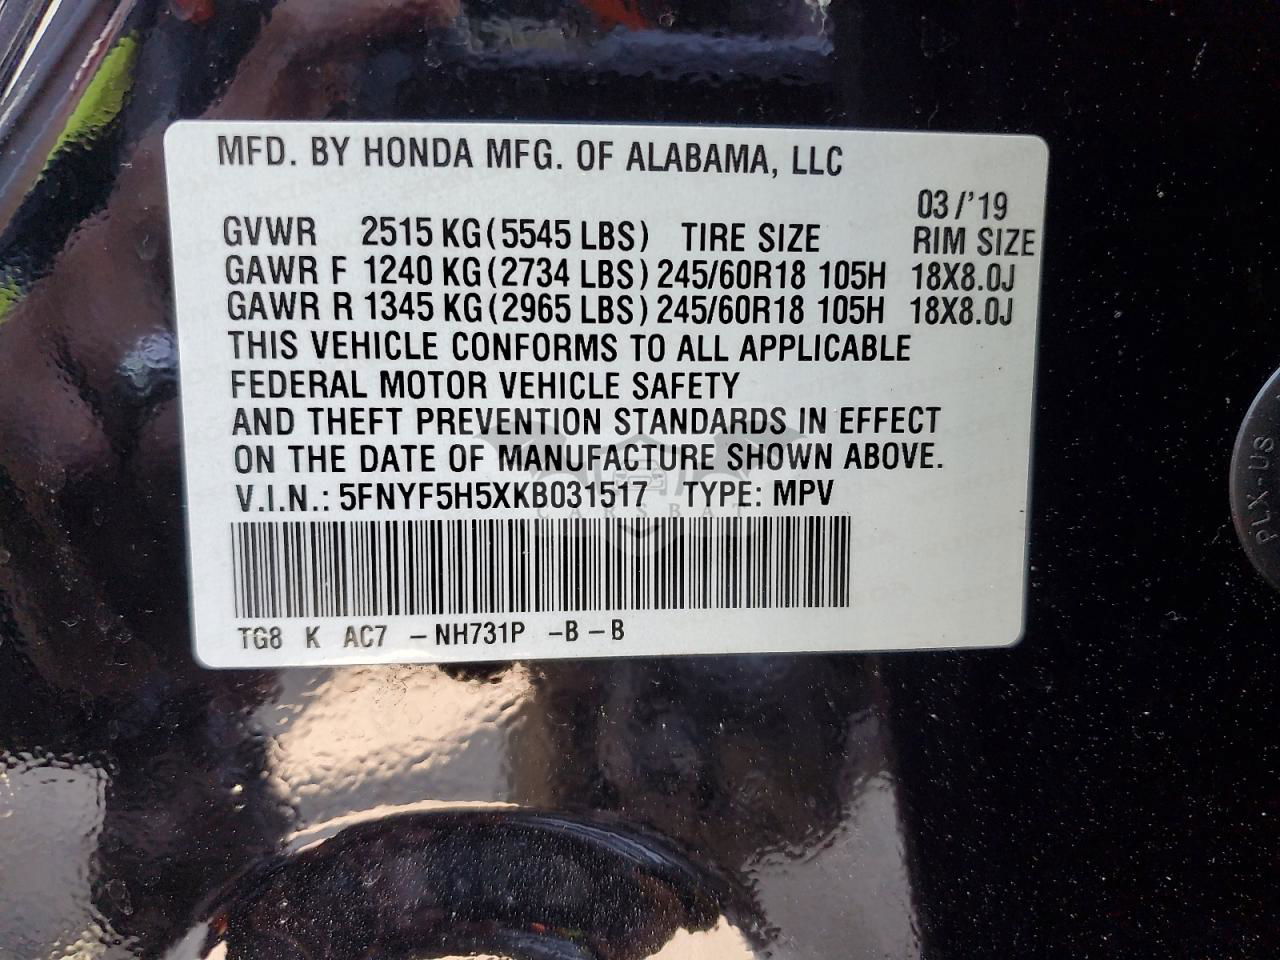 MFD. BY HONDA MFG. OF ALABAMA, LLC
03/'19
GVWR 2515 KG (5545 LBS) TIRE SIZE RIM SIZE
GAWR F 1240 KG (2734 LBS) 245/60R18 105H 18X8.0J
GAWR R 1345 KG (2965 LBS) 245/60R18 105H 18X8.0J
THIS VEHICLE CONFORMS TO ALL APPLICABLE
FEDERAL MOTOR VEHICLE SAFETY
AND THEFT PREVENTION STANDARDS IN EFFECT
ON THE DATE OF MANUFACTURE SHOWN ABOVE.
V.I.N.: 5FNYF5H5XKB031517 TYPE: MPV
CARSBAT
TG8 K AC7 -NH731P -B -B
PLX-US